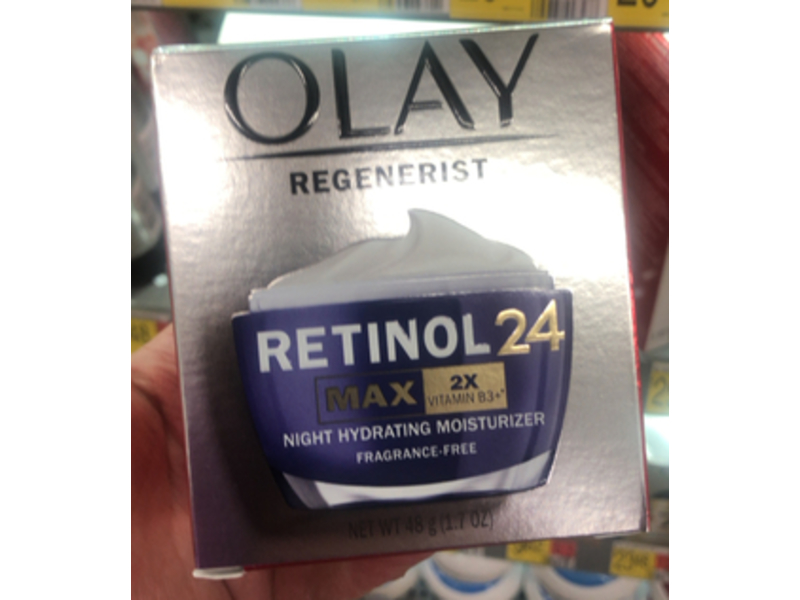 OLAY
REGENERIST
RETINOL 24
MAX 2X
VITAMIN B3+*
NIGHT HYDRATING MOISTURIZER
FRAGRANCE-FREE
NET WT 48 g (1.7 OZ)